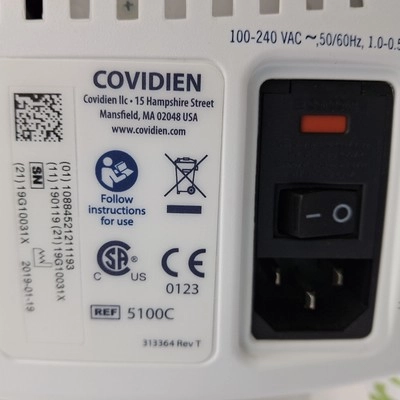 100-240 VAC ~,50/60Hz, 1.0-0.5
COVIDIEN
Covidien llc • 15 Hampshire Street
Mansfield, MA 02048 USA
www.covidien.com
Follow
instructions
for use
CSA
C US
CE
0123
REF 5100C
313364 Rev T
(01) 10884521211193
(11) 190119 (21) 19G10031X
SN
(21) 19G10031X
2019-01-19